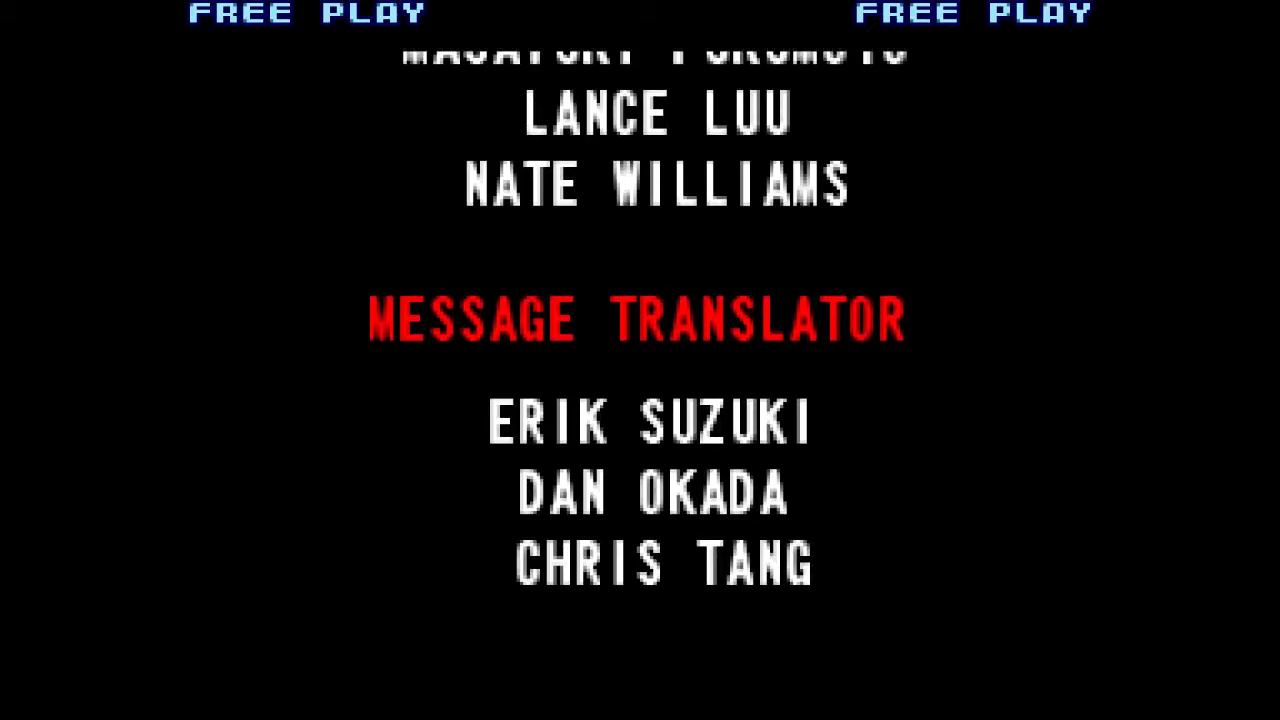 FREE PLAY FREE PLAY
LANCE LUU
NATE WILLIAMS
MESSAGE TRANSLATOR
ERIK SUZUKI
DAN OKADA
CHRIS TANG